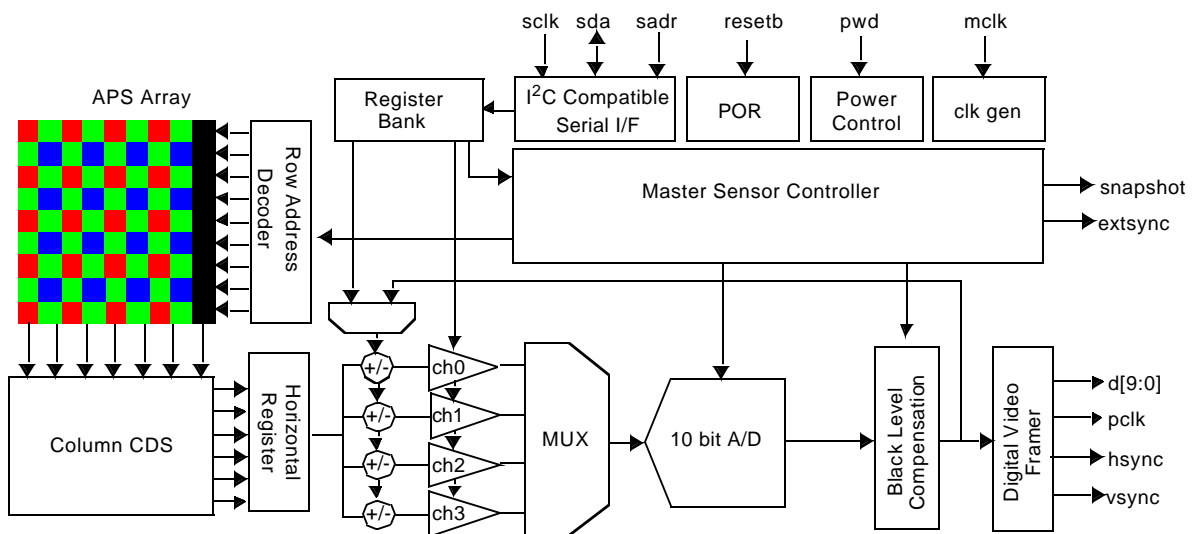 sclk sda sadr resetb pwd mclk
APS Array
Register
Bank
I²C Compatible
Serial I/F
POR
Power
Control
clk gen
Row Address
Decoder
Master Sensor Controller
snapshot
extsync
+/-
ch0
+/-
ch1
+/-
ch2
+/-
ch3
Column CDS
Horizontal
Register
MUX
10 bit A/D
Black Level
Compensation
Digital Video
Framer
d[9:0]
pclk
hsync
vsync